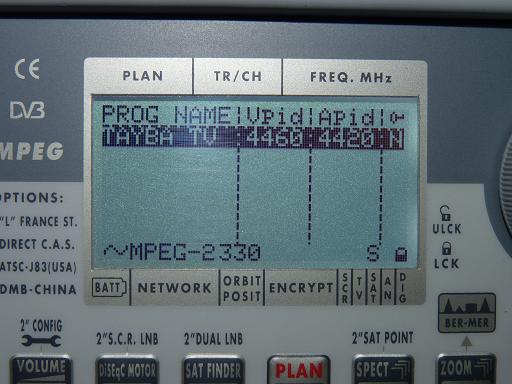 CE
PLAN TR/CH FREQ. MHz
DVB
MPEG
PROG NAME|Vpid|APid|
TAYBA TV 4460 4420 N
OPTIONS:
"L" FRANCE ST.
DIRECT C.A.S.
ATSC-J83(USA)
DMB-CHINA
MPEG-2330 S
ULCK
LCK
BATT NETWORK ORBIT POSIT ENCRYPT SCR TV SAT AN DIG
BER-MER
2" CONFIG 2"S.C.R. LNB 2"DUAL LNB 2"SAT POINT
VOLUME DiSEqC MOTOR SAT FINDER PLAN SPECT ZOOM